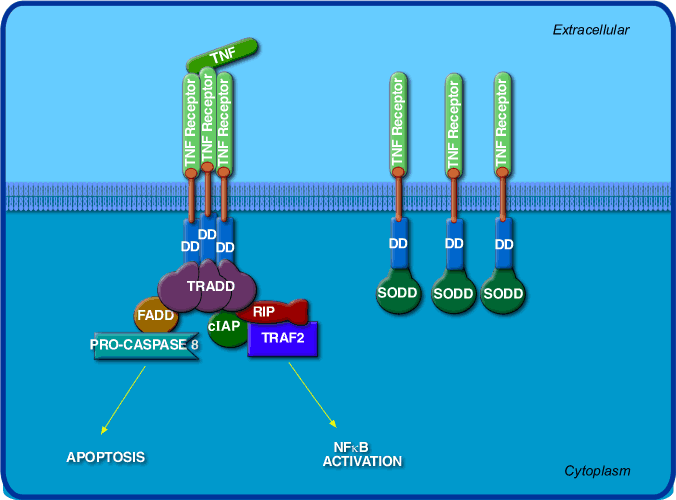 Extracellular
TNF
TNF Receptor
TNF Receptor
TNF Receptor
TNF Receptor
TNF Receptor
TNF Receptor
DD
DD
DD
DD
DD
DD
TRADD
SODD
SODD
SODD
FADD
cIAP
RIP
PRO-CASPASE 8
TRAF2
APOPTOSIS
NFκB
ACTIVATION
Cytoplasm